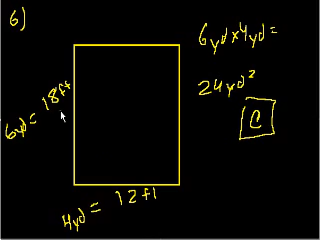 6)
6yd x 4yd =
24yd²
C
6yd = 18ft
4yd = 12ft